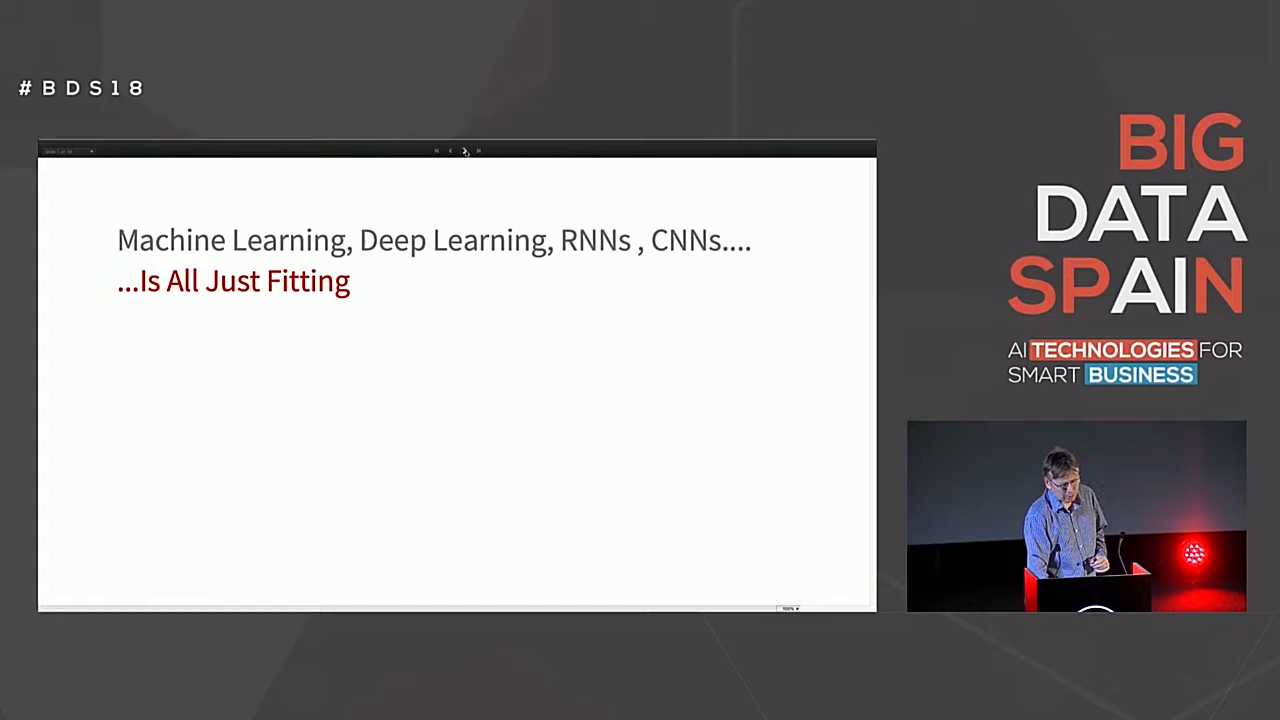 #BDS18
Machine Learning, Deep Learning, RNNs , CNNs....
...Is All Just Fitting
100%
BIG
DATA
SPAIN
AI TECHNOLOGIES FOR
SMART BUSINESS